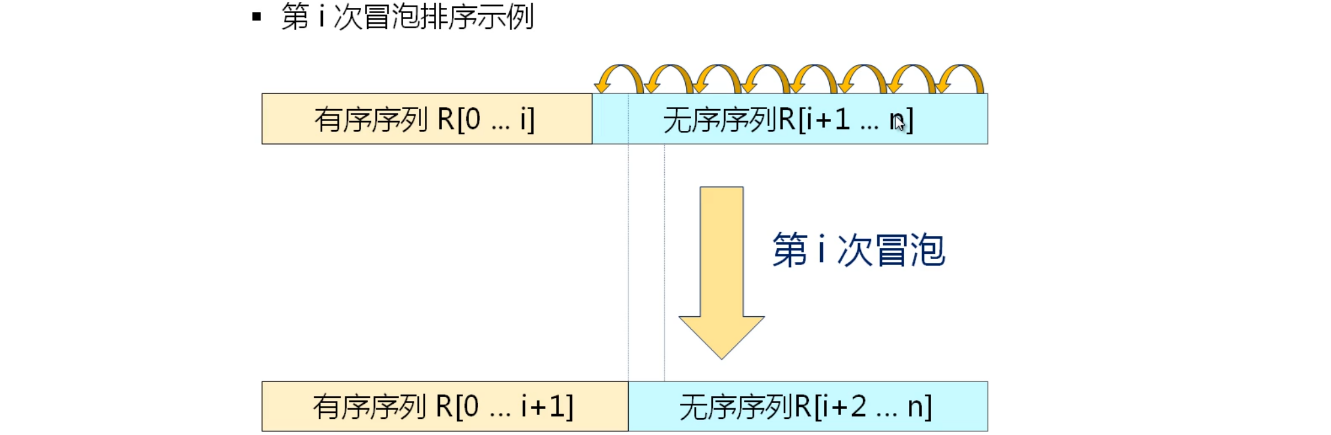 ▪ 第 i 次冒泡排序示例
有序序列 R[0 ... i]
无序序列R[i+1 ... n]
第 i 次冒泡
有序序列 R[0 ... i+1]
无序序列R[i+2 ... n]